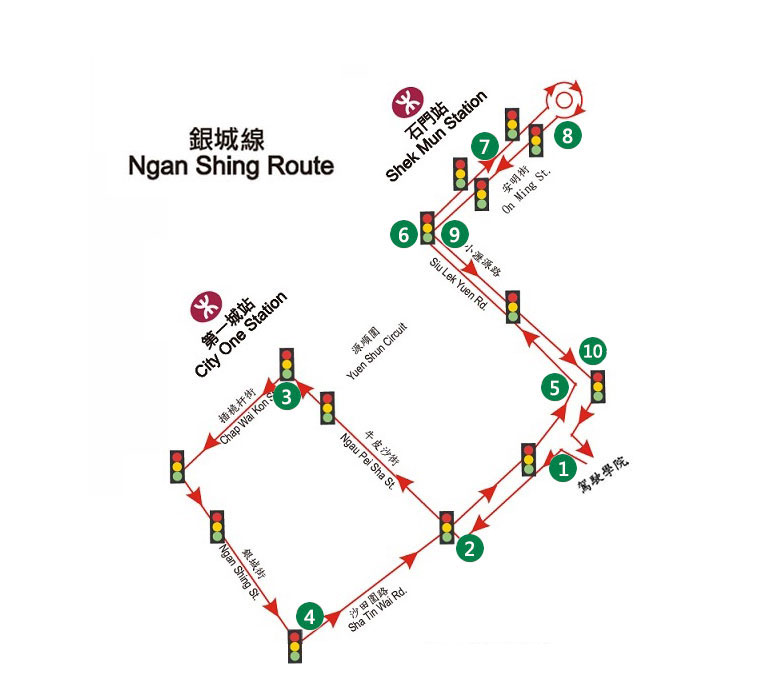 銀城線
Ngan Shing Route
石門站
Shek Mun Station
7
8
安明街
On Ming St.
6
9
小瀝源路
Siu Lek Yuen Rd.
第一城站
City One Station
源順圍
Yuen Shun Circuit
10
5
3
插桅杆街
Chap Wai Kon S
牛皮沙街
Ngau Pei Sha St.
1
駕駛學院
2
銀城街
Ngan Shing St.
4
沙田圍路
Sha Tin Wai Rd.